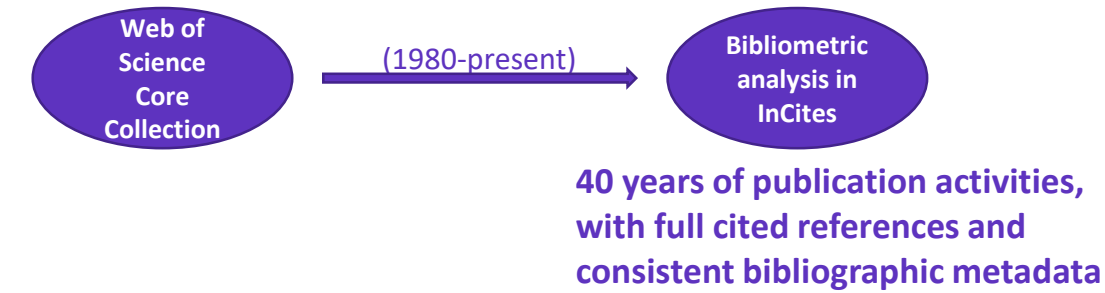 Web of
Science
Core
Collection
(1980-present)
Bibliometric
analysis in
InCites
40 years of publication activities,
with full cited references and
consistent bibliographic metadata